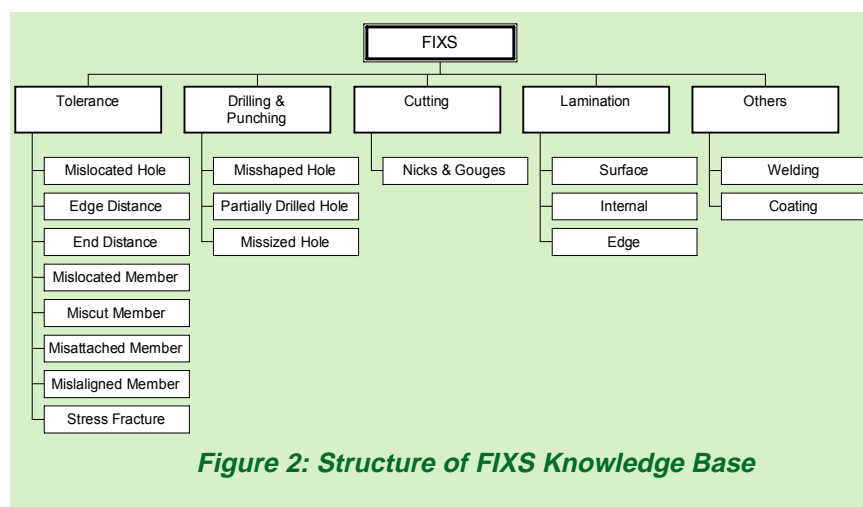 FIXS
Tolerance
Mislocated Hole
Edge Distance
End Distance
Mislocated Member
Miscut Member
Misattached Member
Mislaligned Member
Stress Fracture
Drilling &
Punching
Misshaped Hole
Partially Drilled Hole
Missized Hole
Cutting
Nicks & Gouges
Lamination
Surface
Internal
Edge
Others
Welding
Coating
Figure 2: Structure of FIXS Knowledge Base